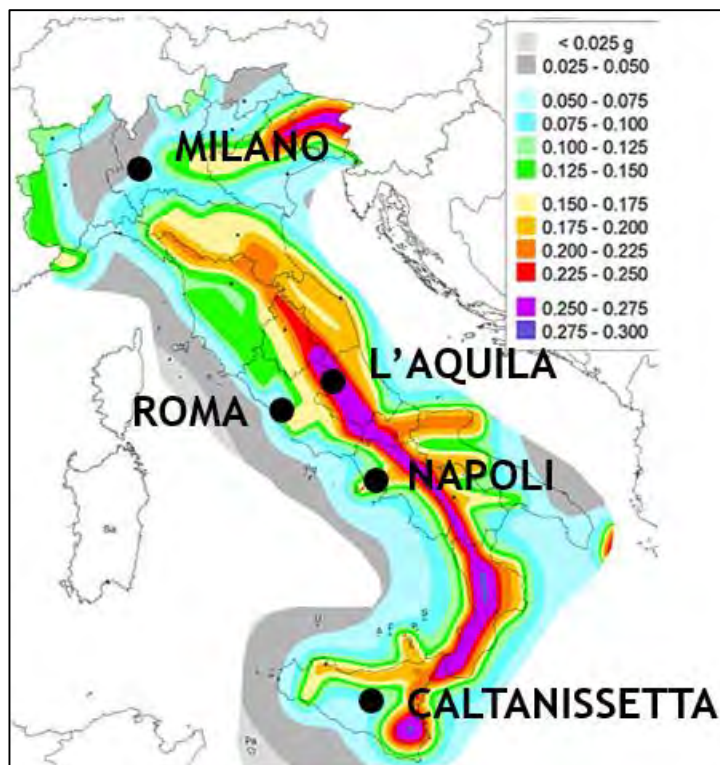 < 0.025 g
0.025 - 0.050
0.050 - 0.075
0.075 - 0.100
0.100 - 0.125
0.125 - 0.150
0.150 - 0.175
0.175 - 0.200
0.200 - 0.225
0.225 - 0.250
0.250 - 0.275
0.275 - 0.300
MILANO
L'AQUILA
ROMA
NAPOLI
CALTANISSETTA